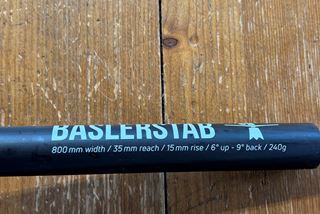 BASLERSTAB
800 mm width / 35 mm reach / 15 mm rise / 6° up - 9° back / 240g